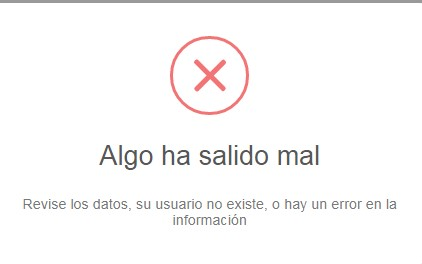 Algo ha salido mal
Revise los datos, su usuario no existe, o hay un error en la
información